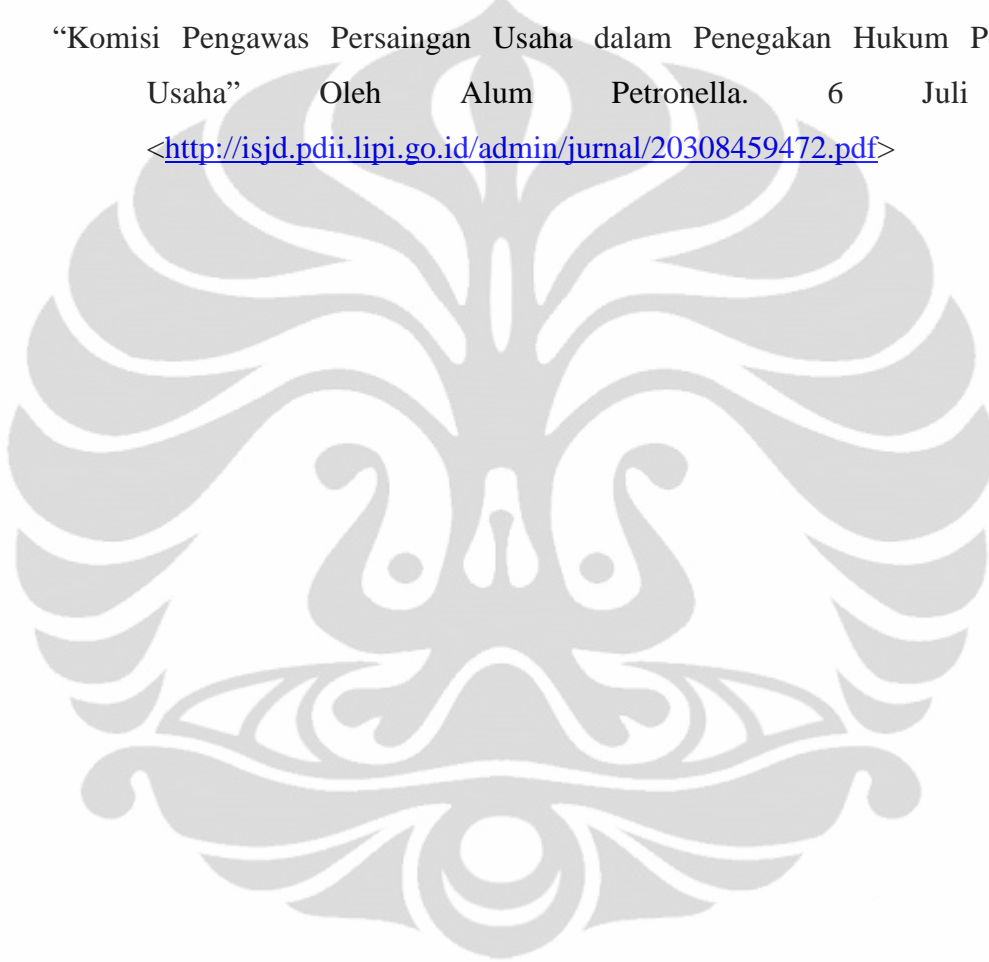 “Komisi Pengawas Persaingan Usaha dalam Penegakan Hukum P
Usaha” Oleh Alum Petronella. 6 Juli
<http://isjd.pdii.lipi.go.id/admin/jurnal/20308459472.pdf>